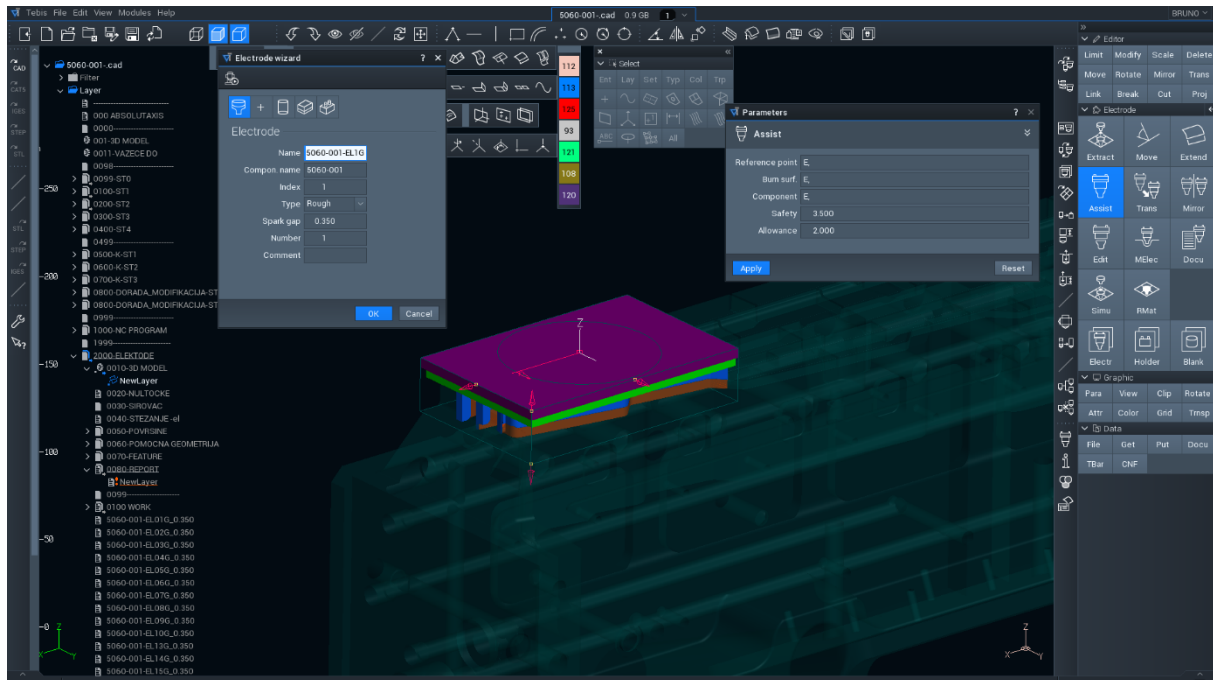 Tebis File Edit View Modules Help
5060-001-.cad 0.9 GB 1
BRUNO
CAD
CATS
IGES
STEP
STL
STL
STEP
IGES
5060-001-.cad
Filter
Layer
000 ABSOLUTAXIS
0000
001-3D MODEL
0011-VAZECE DO
0098
0099-ST0
0100-ST1
0200-ST2
0300-ST3
0400-ST4
0499
0500-K-ST1
0600-K-ST2
0700-K-ST3
0800-DORADA_MODIFIKACIJA-ST
0800-DORADA_MODIFIKACIJA-ST
0999
1000-NC PROGRAM
1999
2000-ELEKTODE
0010-3D MODEL
NewLayer
0020-NULTOCKE
0030-SIROVAC
0040-STEZANJE -el
0050-POVRSINE
0060-POMOCNA GEOMETRIJA
0070-FEATURE
0080-REPORT
NewLayer
0099
0100 WORK
5060-001-EL01G_0.350
5060-001-EL02G_0.350
5060-001-EL03G_0.350
5060-001-EL04G_0.350
5060-001-EL05G_0.350
5060-001-EL06G_0.350
5060-001-EL07G_0.350
5060-001-EL08G_0.350
5060-001-EL09G_0.350
5060-001-EL10G_0.350
5060-001-EL13G_0.350
5060-001-EL14G_0.350
5060-001-EL15G_0.350
-250
-200
-150
-100
-50
-0
Z
X
Y
Electrode wizard ? ×
Electrode
Name 5060-001-EL1G
Compon. name 5060-001
Index 1
Type Rough
Spark gap 0.350
Number 1
Comment
OK Cancel
112
113
125
93
121
108
120
Select
Ent Lay Set Typ Col Trp
ABC All
Parameters ? ×
Assist
Reference point E,
Burn surf. E,
Component E,
Safety 3.500
Allowance 2.000
Apply Reset
Z
Z
X Y
Editor
Limit Modify Scale Delete
Move Rotate Mirror Trans
Link Break Cut Proj
Electrode
Extract Move Extend
Assist Trans Mirror
Edit MElec Docu
Simu RMat
Electr Holder Blank
Graphic
Para View Clip Rotate
Attr Color Grid Trnsp
Data
File Get Put Docu
TBar CNF